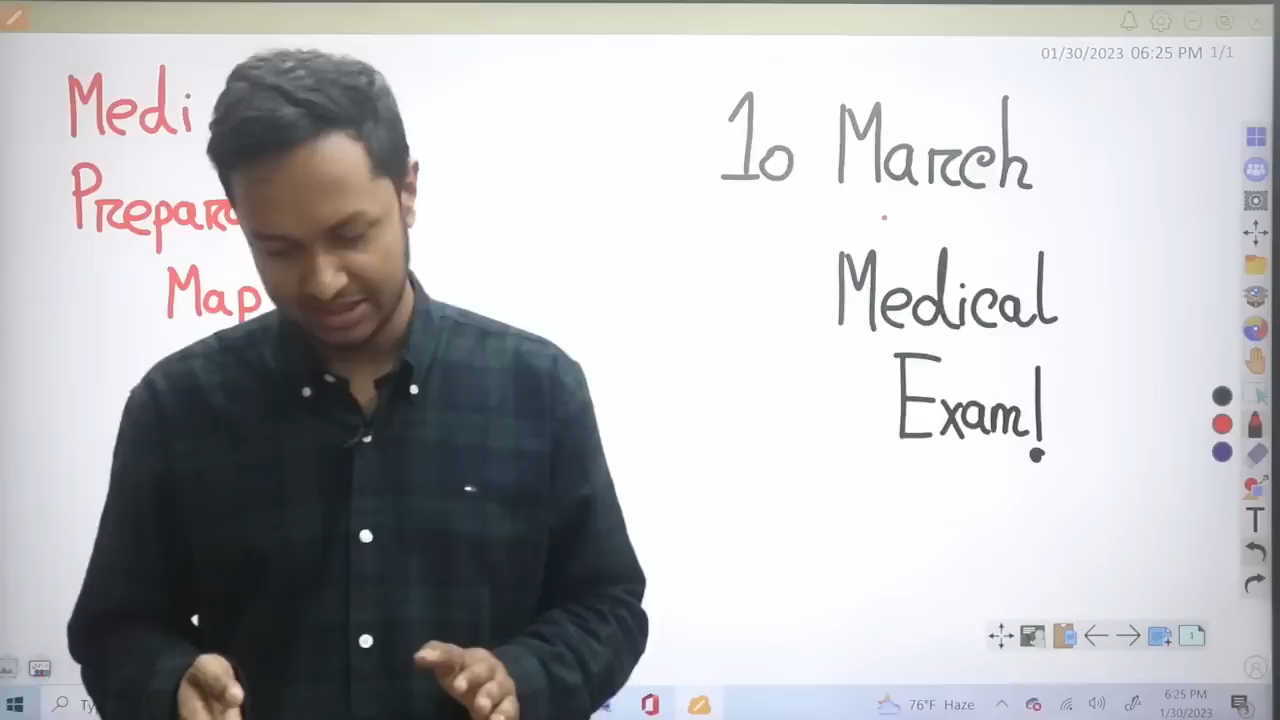 01/30/2023 06:25 PM 1/1
Medi
Prepar
Map
10 March
Medical
Exam!
T
1
76°F Haze
6:25 PM
1/30/2023